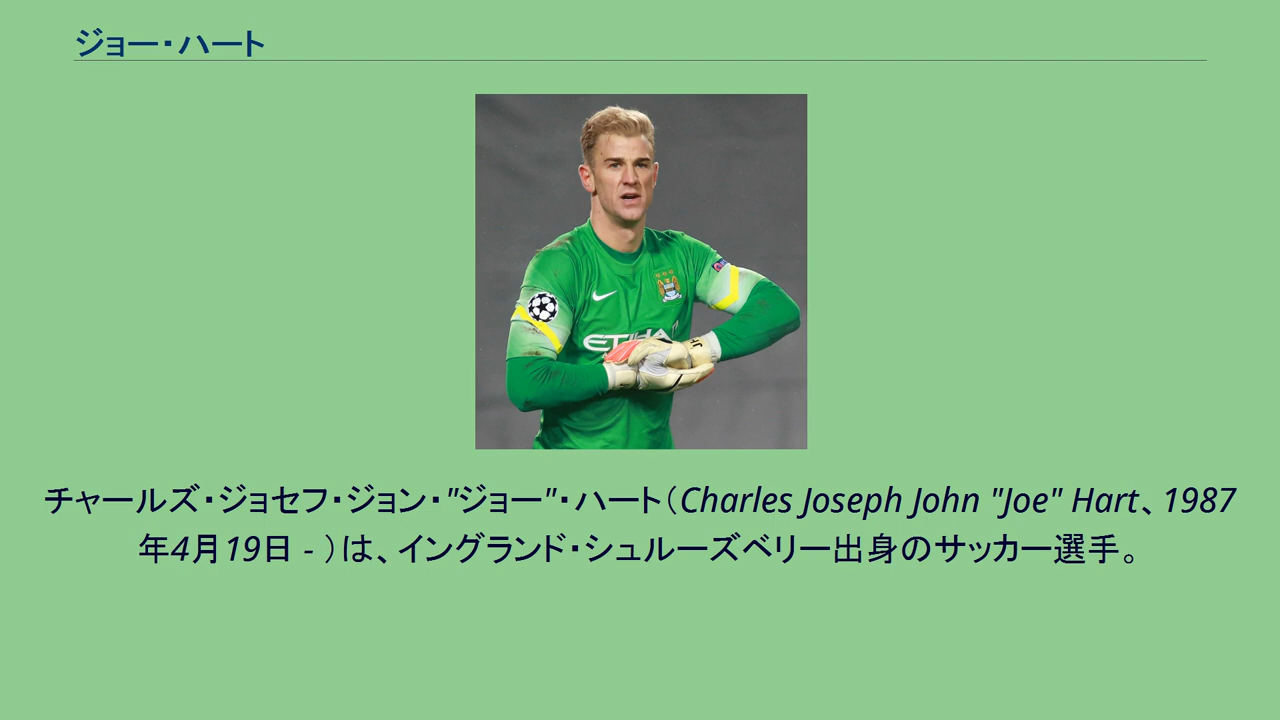 ジョー・ハート
ETIHAD
JH
チャールズ・ジョセフ・ジョン・"ジョー"・ハート（Charles Joseph John "Joe" Hart、1987
年4月19日 - ）は、イングランド・シュルーズベリー出身のサッカー選手。